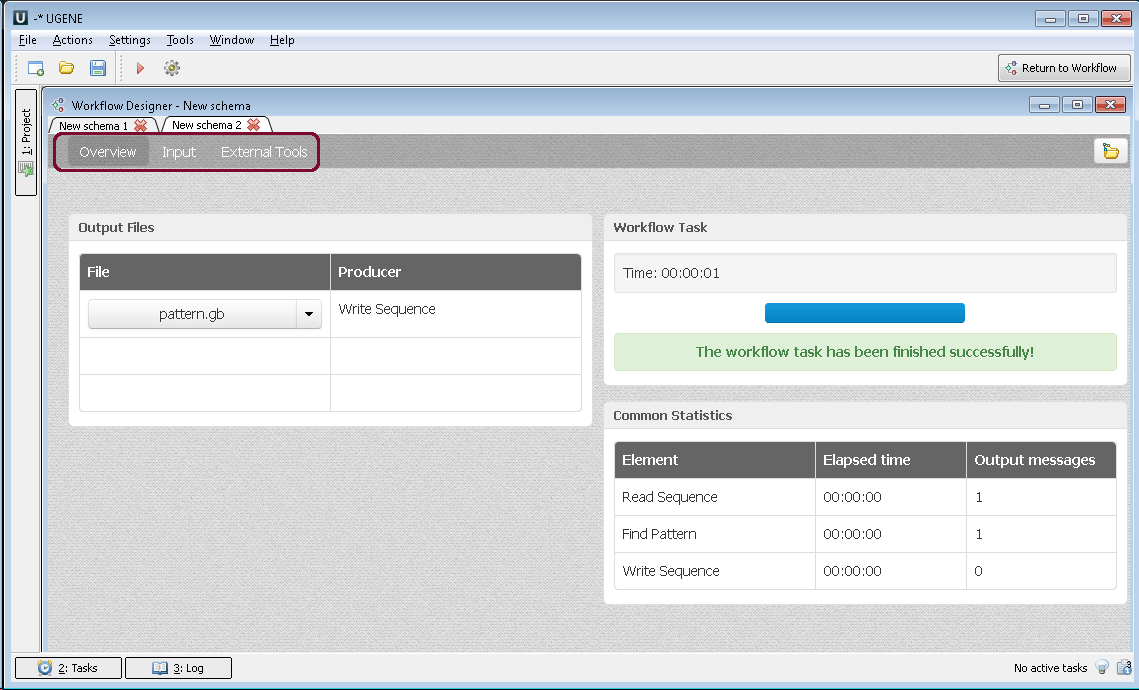 -* UGENE
File Actions Settings Tools Window Help
Return to Workflow
1: Project
Workflow Designer - New schema
New schema 1 New schema 2
Overview Input External Tools
Output Files
File Producer
pattern.gb Write Sequence
Workflow Task
Time: 00:00:01
The workflow task has been finished successfully!
Common Statistics
Element Elapsed time Output messages
Read Sequence 00:00:00 1
Find Pattern 00:00:00 1
Write Sequence 00:00:00 0
2: Tasks 3: Log No active tasks